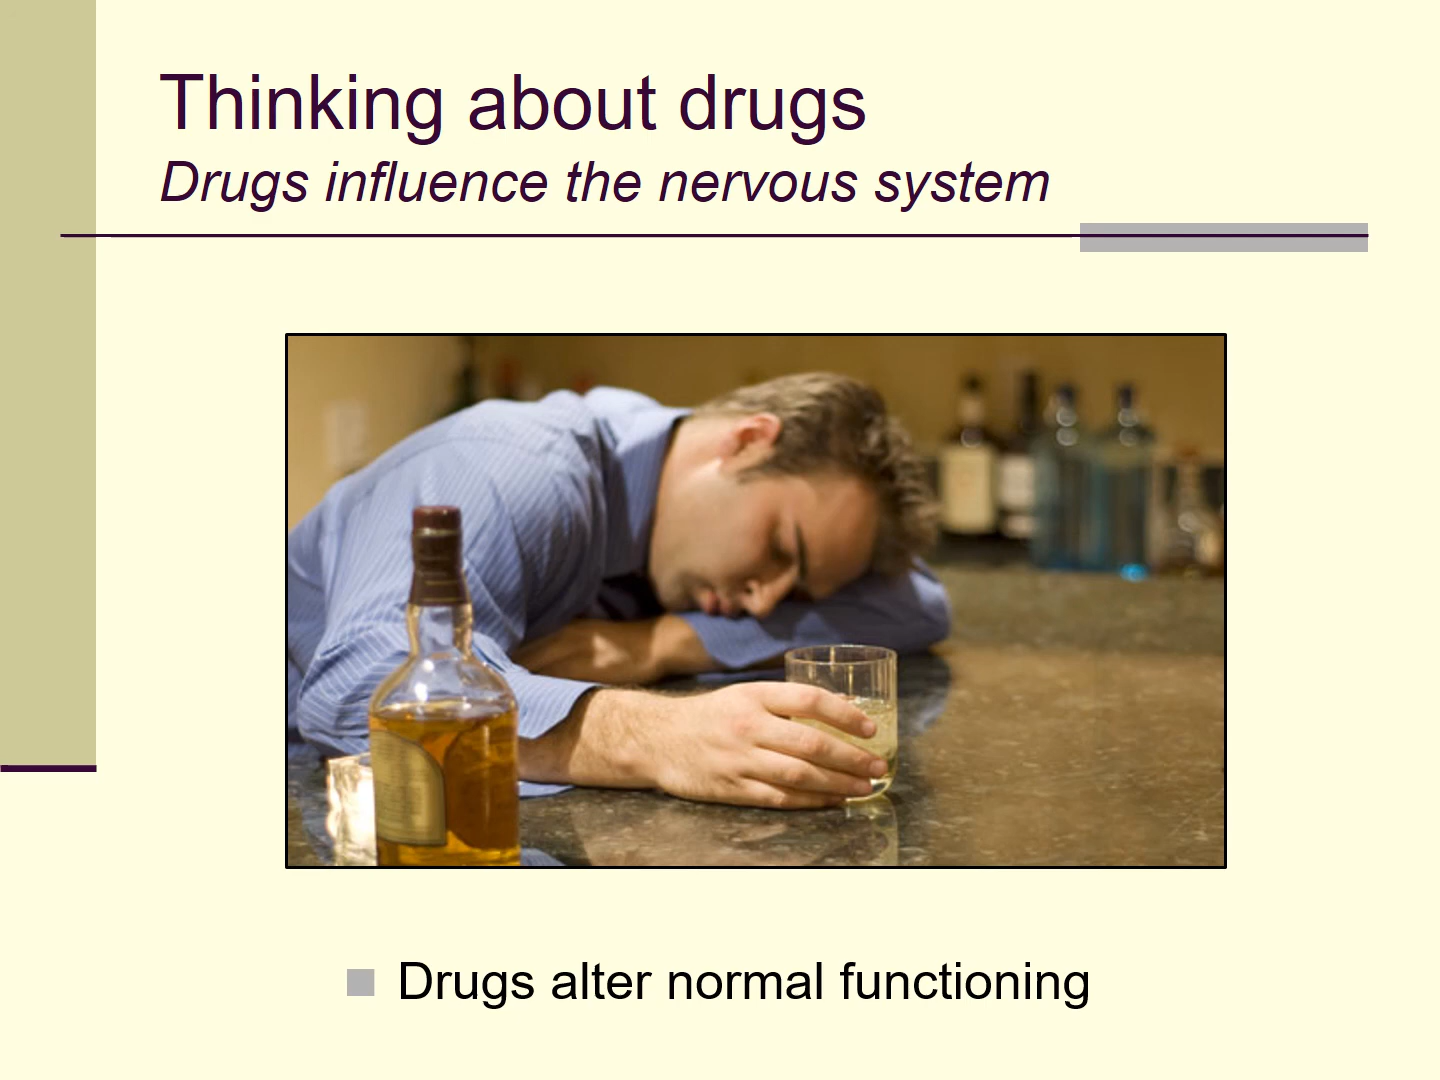 Thinking about drugs
Drugs influence the nervous system
Drugs alter normal functioning